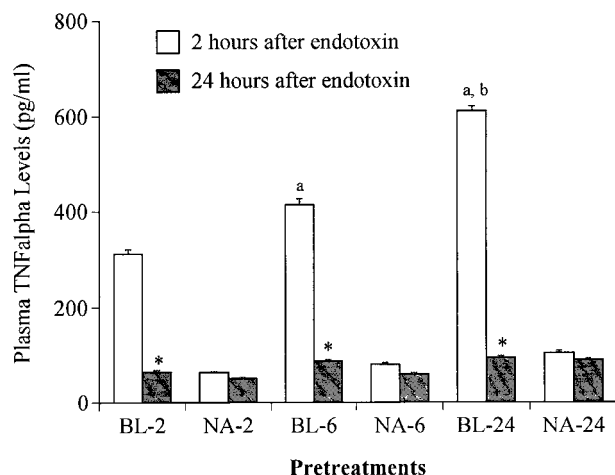 800
600
400
200
0
Plasma TNFalpha Levels (pg/ml)
2 hours after endotoxin
24 hours after endotoxin
a
a, b
*
*
*
BL-2 NA-2 BL-6 NA-6 BL-24 NA-24
Pretreatments